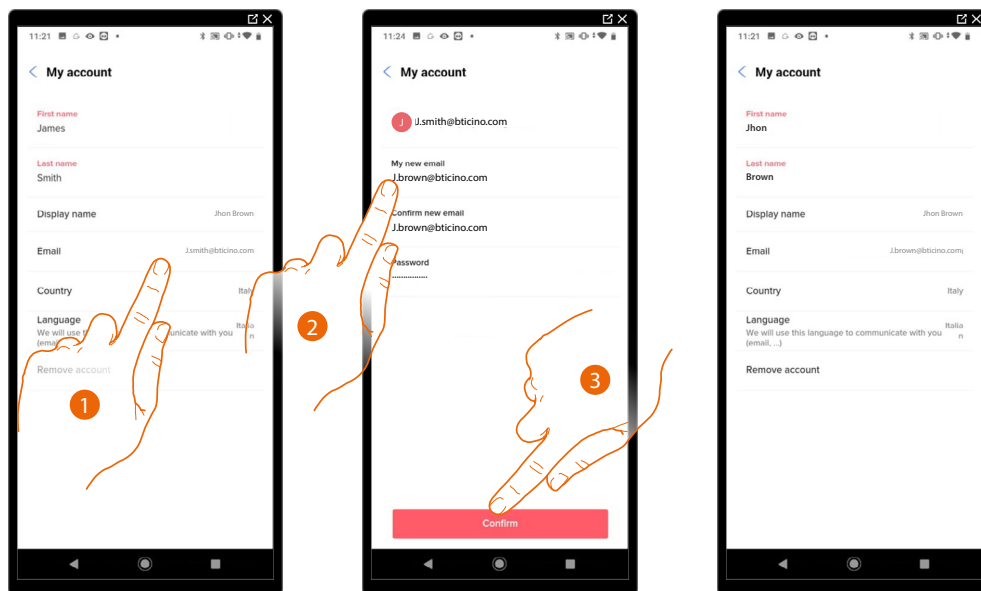 11:21
My account
First name
James
Last name
Smith
Display name Jhon Brown
Email J.smith@bticino.com
Country Italy
Language
We will use unicate with you Italia
n
Remove account
1
11:24
My account
J J.smith@bticino.com
My new email
J.brown@bticino.com
Confirm new email
J.brown@bticino.com
Password
................
2
3
Confirm
11:21
My account
First name
Jhon
Last name
Brown
Display name Jhon Brown
Email J.brown@bticino.com
Country Italy
Language
We will use this language to communicate with you Italia
(email, ...) n
Remove account